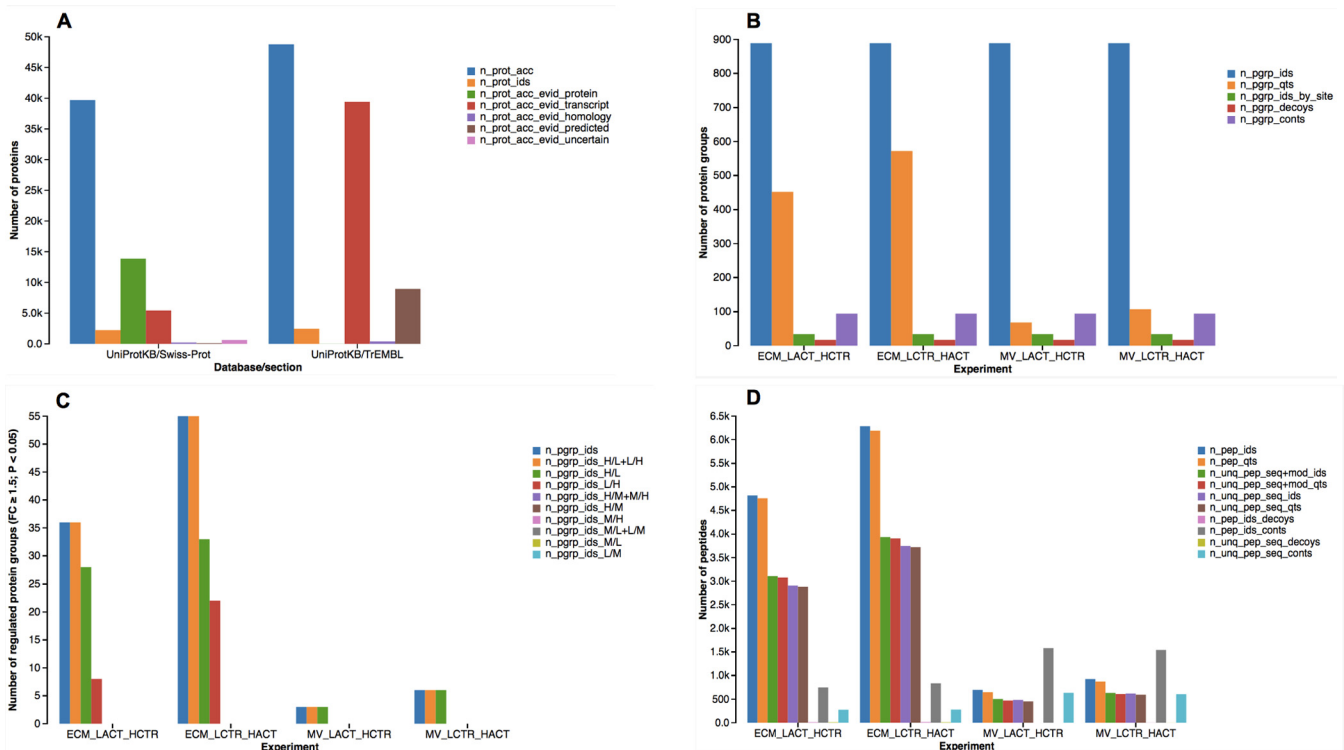 A
Number of proteins
50k
45k
40k
35k
30k
25k
20k
15k
10k
5.0k
0.0
UniProtKB/Swiss-Prot
UniProtKB/TrEMBL
Database/section
n_prot_acc
n_prot_ids
n_prot_acc_evid_protein
n_prot_acc_evid_transcript
n_prot_acc_evid_homology
n_prot_acc_evid_predicted
n_prot_acc_evid_uncertain
B
Number of protein groups
900
800
700
600
500
400
300
200
100
0
ECM_LACT_HCTR
ECM_LCTR_HACT
MV_LACT_HCTR
MV_LCTR_HACT
Experiment
n_pgrp_ids
n_pgrp_qts
n_pgrp_ids_by_site
n_pgrp_decoys
n_pgrp_conts
C
Number of regulated protein groups (FC ≥ 1.5; P < 0.05)
55
50
45
40
35
30
25
20
15
10
5
0
ECM_LACT_HCTR
ECM_LCTR_HACT
MV_LACT_HCTR
MV_LCTR_HACT
Experiment
n_pgrp_ids
n_pgrp_ids_H/L+L/H
n_pgrp_ids_H/L
n_pgrp_ids_L/H
n_pgrp_ids_H/M+M/H
n_pgrp_ids_H/M
n_pgrp_ids_M/H
n_pgrp_ids_M/L+L/M
n_pgrp_ids_M/L
n_pgrp_ids_L/M
D
Number of peptides
6.5k
6.0k
5.5k
5.0k
4.5k
4.0k
3.5k
3.0k
2.5k
2.0k
1.5k
1.0k
500
0.0
ECM_LACT_HCTR
ECM_LCTR_HACT
MV_LACT_HCTR
MV_LCTR_HACT
Experiment
n_pep_ids
n_pep_qts
n_unq_pep_seq+mod_ids
n_unq_pep_seq+mod_qts
n_unq_pep_seq_ids
n_unq_pep_seq_qts
n_pep_ids_decoys
n_pep_ids_conts
n_unq_pep_seq_decoys
n_unq_pep_seq_conts